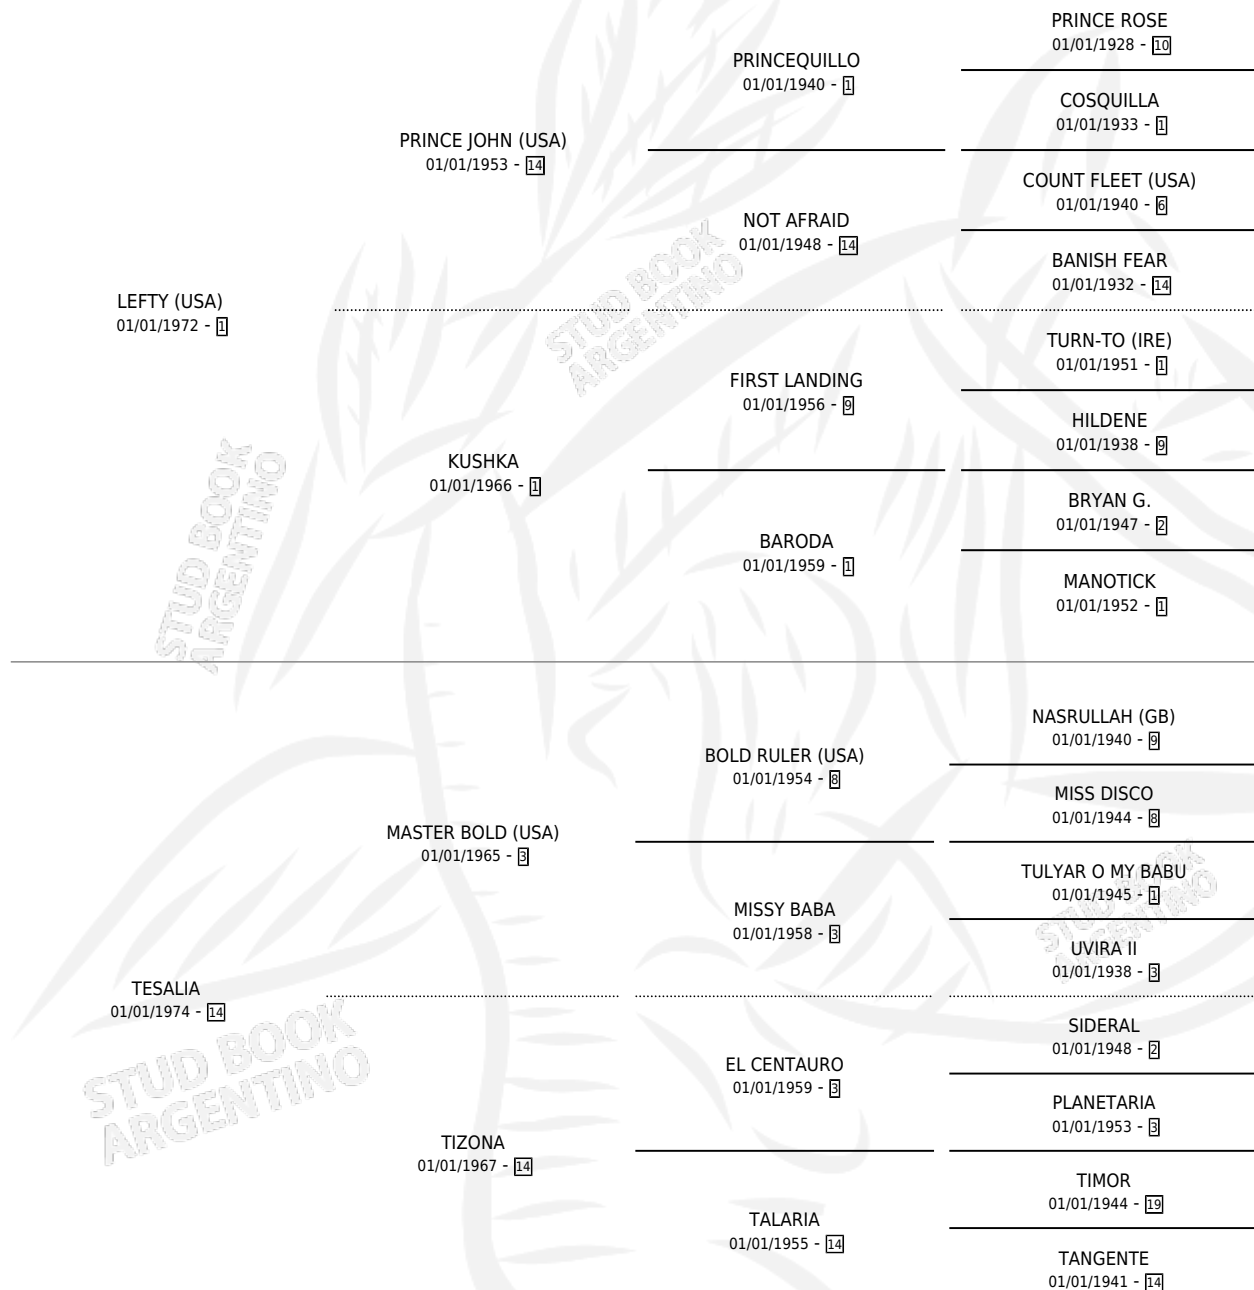 PRINCE ROSE
01/01/1928 - 10
PRINCEQUILLO
01/01/1940 - 1
COSQUILLA
01/01/1933 - 1
PRINCE JOHN (USA)
01/01/1953 - 14
COUNT FLEET (USA)
01/01/1940 - 6
NOT AFRAID
01/01/1948 - 14
BANISH FEAR
01/01/1932 - 14
LEFTY (USA)
01/01/1972 - 1
STUD BOOK
ARGENTINO
TURN-TO (IRE)
01/01/1951 - 1
FIRST LANDING
01/01/1956 - 9
HILDENE
01/01/1938 - 9
KUSHKA
01/01/1966 - 1
BRYAN G.
01/01/1947 - 2
BARODA
01/01/1959 - 1
MANOTICK
01/01/1952 - 1
STUD BOOK
ARGENTINO
NASRULLAH (GB)
01/01/1940 - 9
BOLD RULER (USA)
01/01/1954 - 8
MISS DISCO
01/01/1944 - 8
MASTER BOLD (USA)
01/01/1965 - 3
TULYAR O MY BABU
01/01/1945 - 1
MISSY BABA
01/01/1958 - 3
STUD BOOK
ARGENTINO
UVIRA II
01/01/1938 - 3
TESALIA
01/01/1974 - 14
SIDERAL
01/01/1948 - 2
EL CENTAURO
01/01/1959 - 3
PLANETARIA
01/01/1953 - 3
STUD BOOK
ARGENTINO
TIZONA
01/01/1967 - 14
TIMOR
01/01/1944 - 19
TALARIA
01/01/1955 - 14
TANGENTE
01/01/1941 - 14